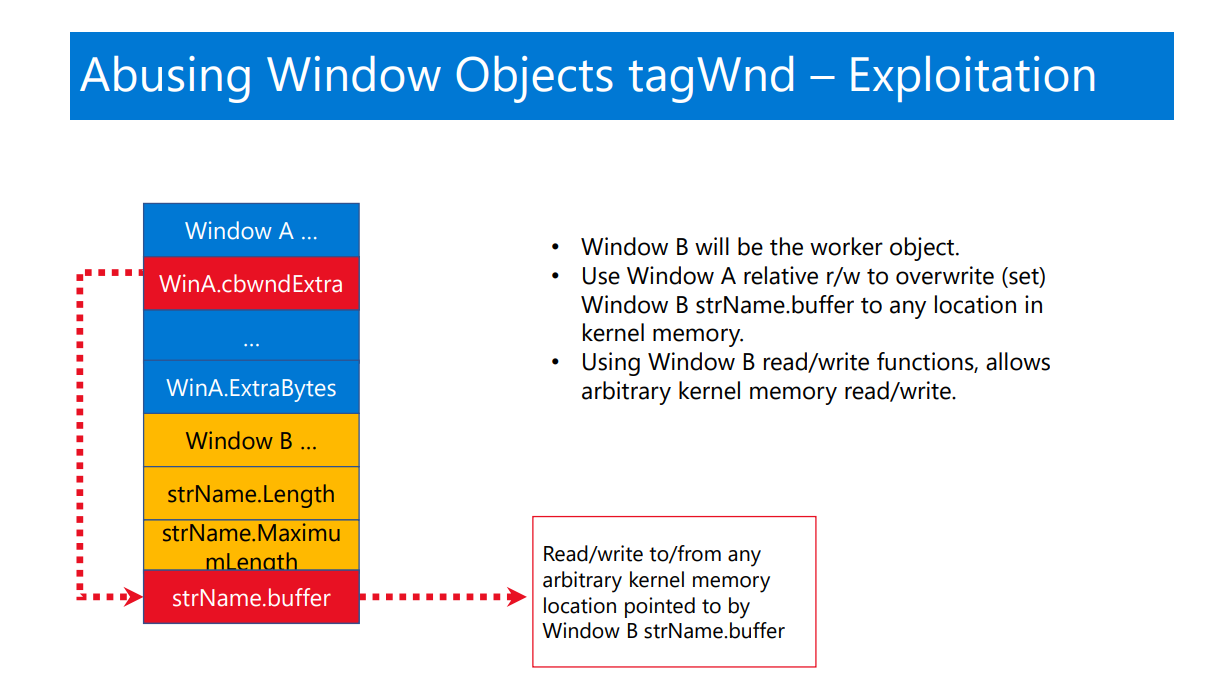 Abusing Window Objects tagWnd – Exploitation
Window A ...
WinA.cbwndExtra
...
WinA.ExtraBytes
Window B ...
strName.Length
strName.Maximu
mLength
strName.buffer
• Window B will be the worker object.
• Use Window A relative r/w to overwrite (set)
Window B strName.buffer to any location in
kernel memory.
• Using Window B read/write functions, allows
arbitrary kernel memory read/write.
Read/write to/from any
arbitrary kernel memory
location pointed to by
Window B strName.buffer